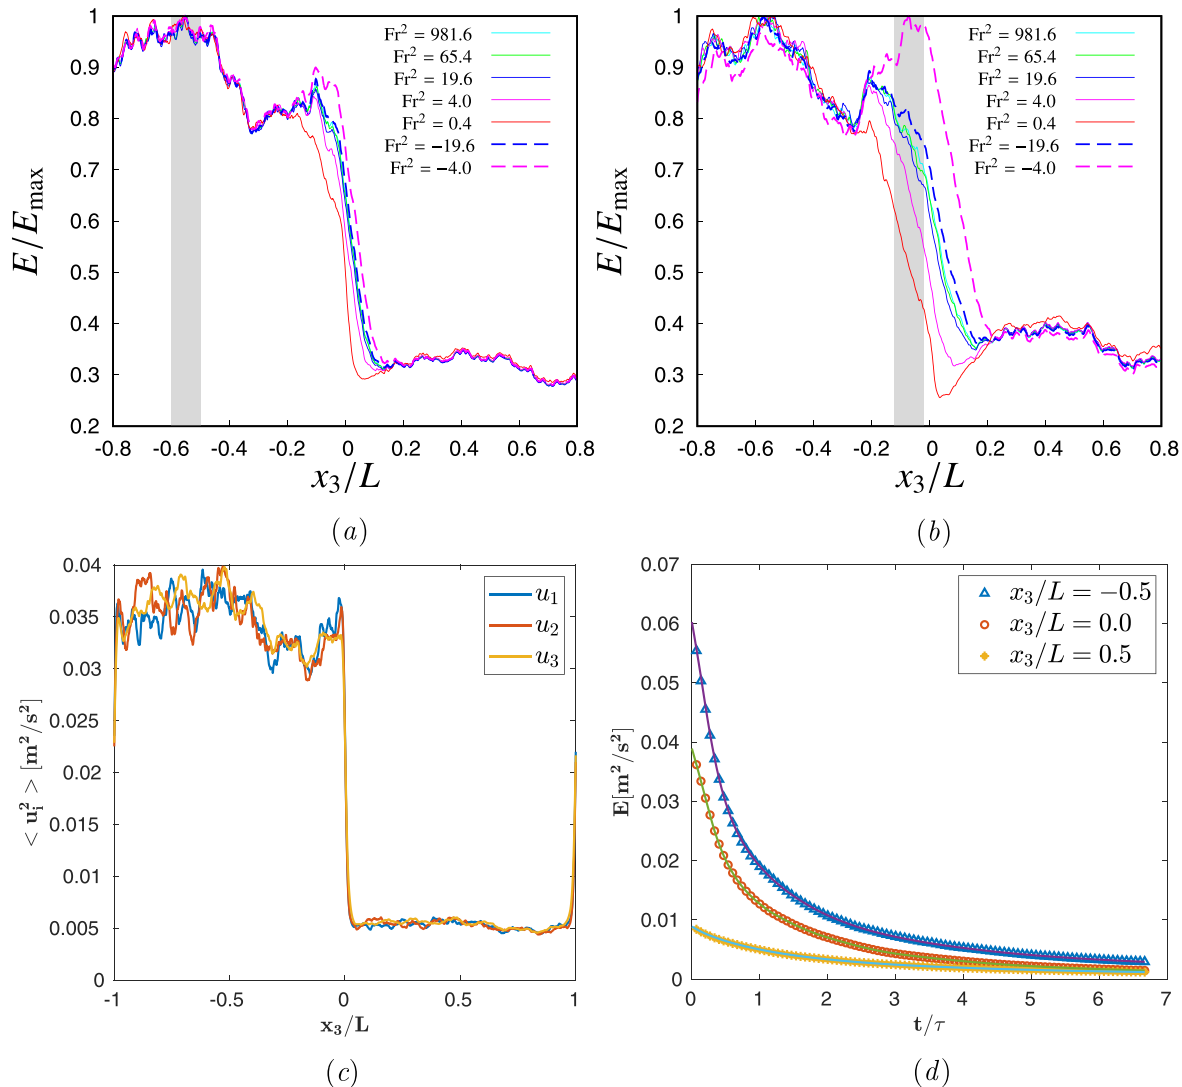 1
0.9
0.8
0.7
0.6
0.5
0.4
0.3
0.2
E/E_max
-0.8 -0.6 -0.4 -0.2 0 0.2 0.4 0.6 0.8
x₃/L
Fr² = 981.6
Fr² = 65.4
Fr² = 19.6
Fr² = 4.0
Fr² = 0.4
Fr² = −19.6
Fr² = −4.0
(a)
1
0.9
0.8
0.7
0.6
0.5
0.4
0.3
0.2
E/E_max
-0.8 -0.6 -0.4 -0.2 0 0.2 0.4 0.6 0.8
x₃/L
Fr² = 981.6
Fr² = 65.4
Fr² = 19.6
Fr² = 4.0
Fr² = 0.4
Fr² = −19.6
Fr² = −4.0
(b)
0.04
0.035
0.03
0.025
0.02
0.015
0.01
0.005
0
< u_i² > [m²/s²]
u₁
u₂
u₃
-1 -0.5 0 0.5 1
x₃/L
(c)
0.07
0.06
0.05
0.04
0.03
0.02
0.01
0
E[m²/s²]
x₃/L = −0.5
x₃/L = 0.0
x₃/L = 0.5
0 1 2 3 4 5 6 7
t/τ
(d)